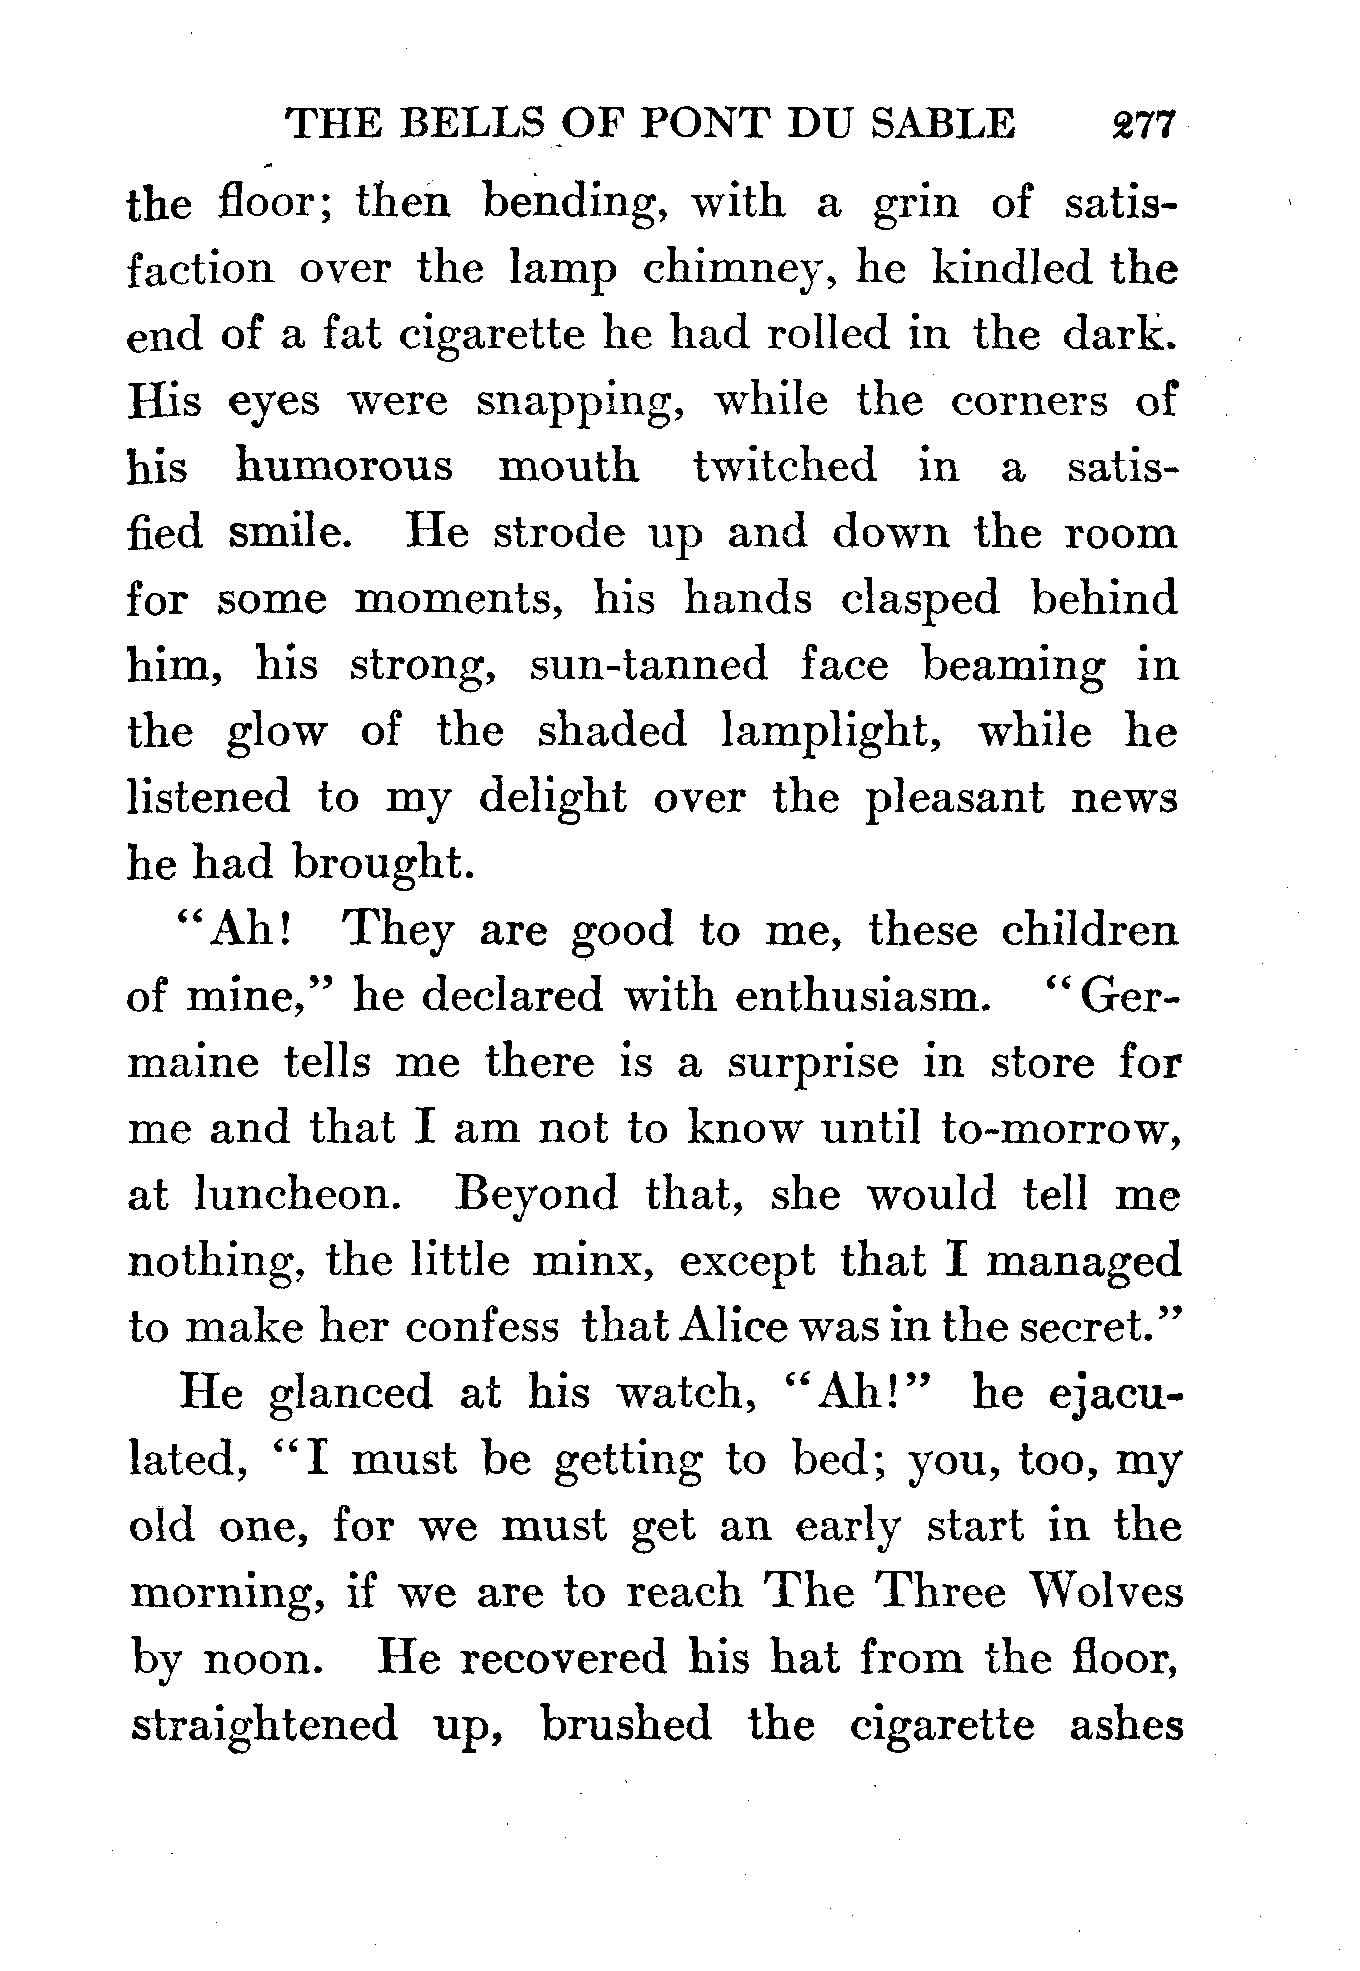 THE BELLS OF PONT DU SABLE 277
the floor; then bending, with a grin of satis-
faction over the lamp chimney, he kindled the
end of a fat cigarette he had rolled in the dark.
His eyes were snapping, while the corners of
his humorous mouth twitched in a satis-
fied smile. He strode up and down the room
for some moments, his hands clasped behind
him, his strong, sun-tanned face beaming in
the glow of the shaded lamplight, while he
listened to my delight over the pleasant news
he had brought.
"Ah! They are good to me, these children
of mine," he declared with enthusiasm. "Ger-
maine tells me there is a surprise in store for
me and that I am not to know until to-morrow,
at luncheon. Beyond that, she would tell me
nothing, the little minx, except that I managed
to make her confess that Alice was in the secret."
He glanced at his watch, "Ah!" he ejacu-
lated, "I must be getting to bed; you, too, my
old one, for we must get an early start in the
morning, if we are to reach The Three Wolves
by noon. He recovered his hat from the floor,
straightened up, brushed the cigarette ashes